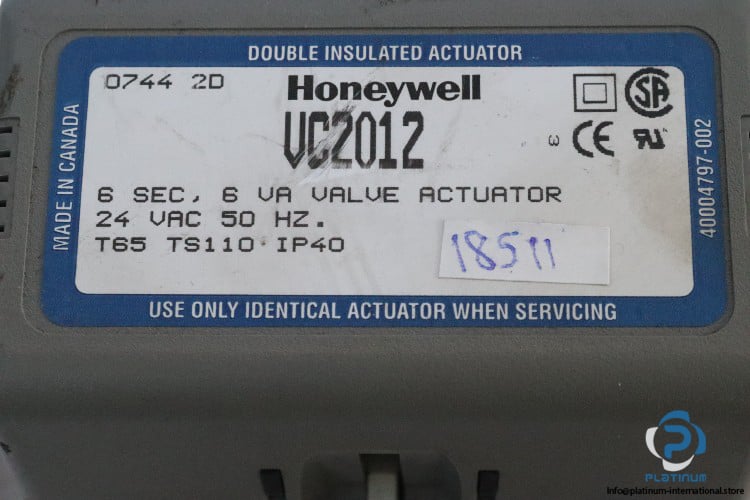 DOUBLE INSULATED ACTUATOR
0744 2D
Honeywell
VC2012
6 SEC, 6 VA VALVE ACTUATOR
24 VAC 50 HZ.
T65 TS110 IP40
18511
MADE IN CANADA
40004797-002
USE ONLY IDENTICAL ACTUATOR WHEN SERVICING
PLATINUM
Info@platinum-international.store